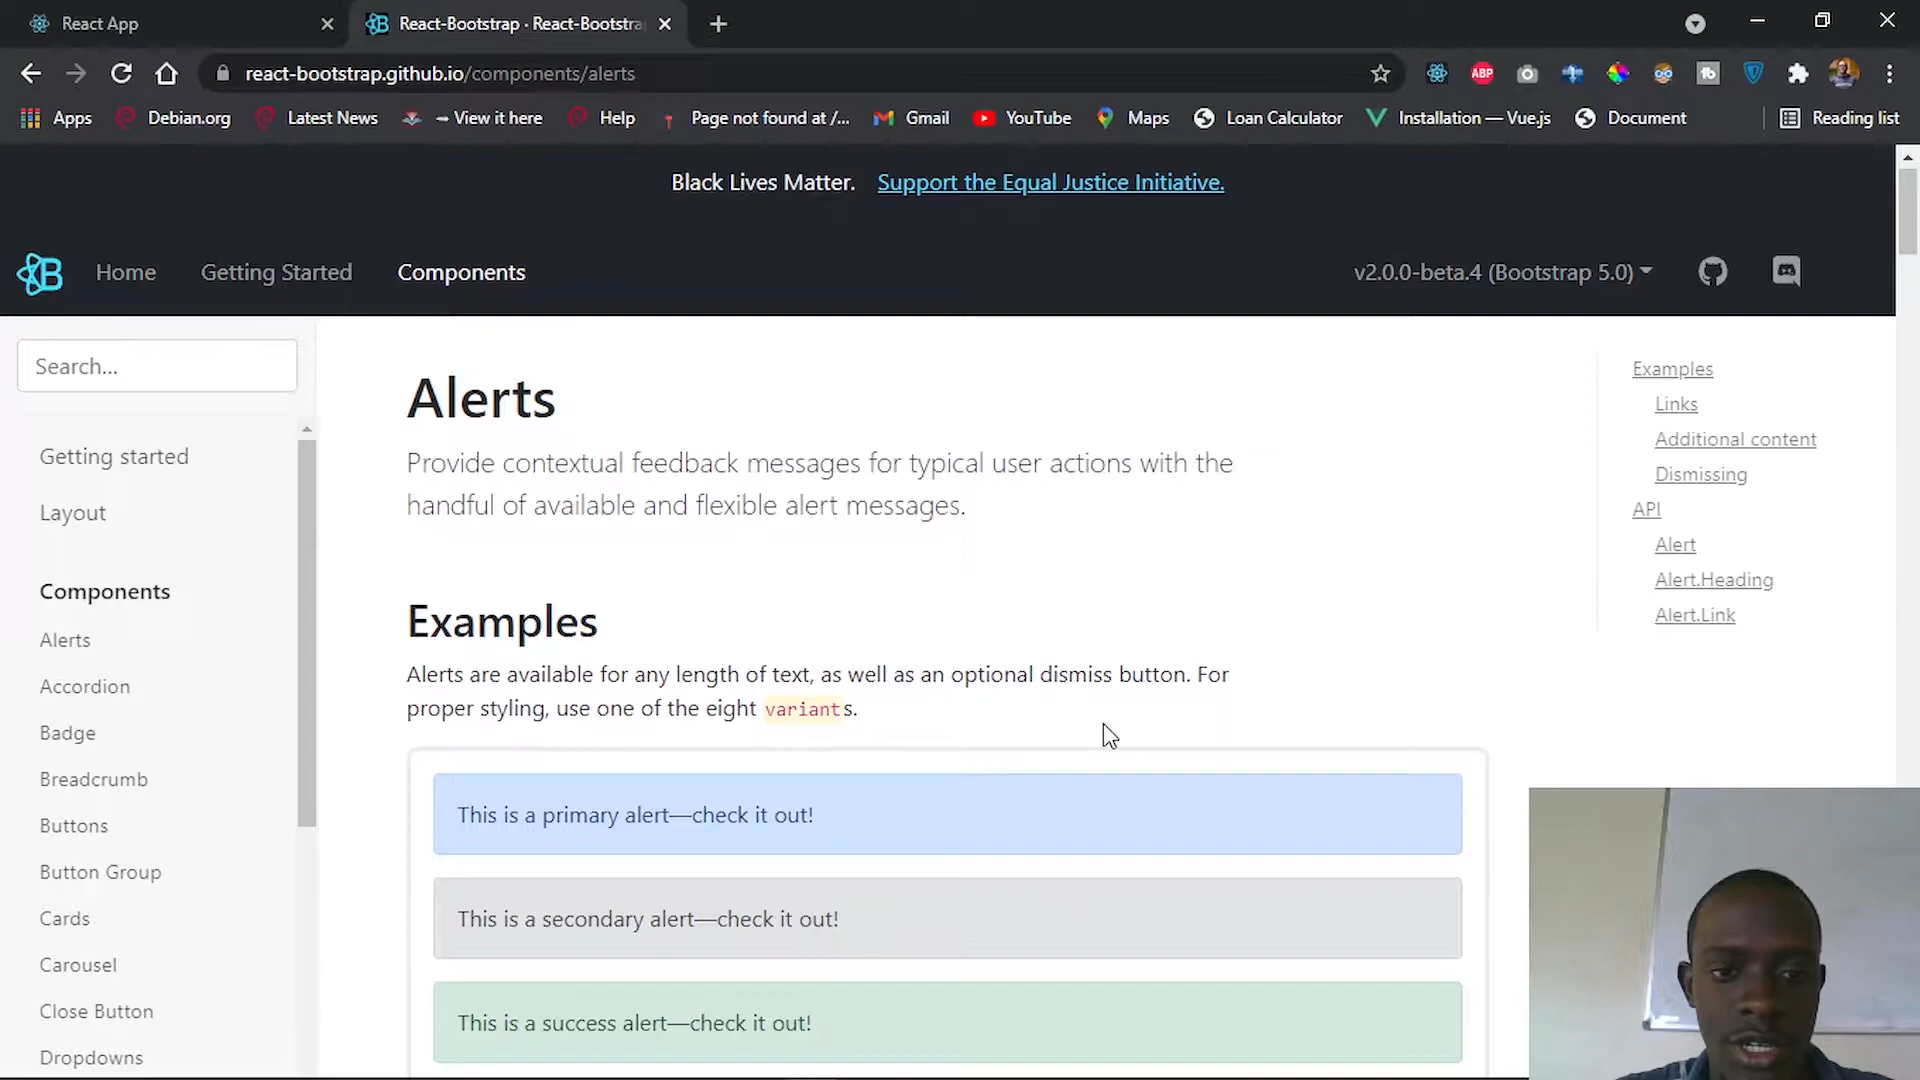 React App
React-Bootstrap · React-Bootstra
react-bootstrap.github.io/components/alerts
ABP
Apps
Debian.org
Latest News
→ View it here
Help
Page not found at /...
Gmail
YouTube
Maps
Loan Calculator
Installation — Vue.js
Document
Reading list
Black Lives Matter. Support the Equal Justice Initiative.
B
Home
Getting Started
Components
v2.0.0-beta.4 (Bootstrap 5.0)
Search...
Getting started
Layout
Components
Alerts
Accordion
Badge
Breadcrumb
Buttons
Button Group
Cards
Carousel
Close Button
Dropdowns
Alerts
Provide contextual feedback messages for typical user actions with the
handful of available and flexible alert messages.
Examples
Alerts are available for any length of text, as well as an optional dismiss button. For
proper styling, use one of the eight variants.
This is a primary alert—check it out!
This is a secondary alert—check it out!
This is a success alert—check it out!
Examples
Links
Additional content
Dismissing
API
Alert
Alert.Heading
Alert.Link